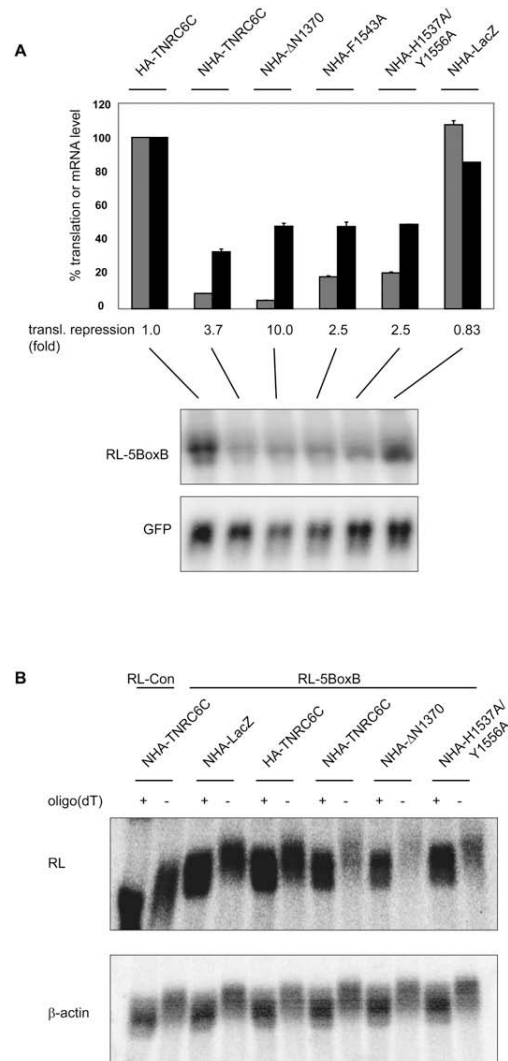 A
HA-TNRC6C
NHA-TNRC6C
NHA-ΔN1370
NHA-F1543A
NHA-H1537A/
Y1556A
NHA-LacZ
% translation or mRNA level
120
100
80
60
40
20
0
transl. repression 1.0 3.7 10.0 2.5 2.5 0.83
(fold)
RL-5BoxB
GFP
B
RL-Con RL-5BoxB
NHA-TNRC6C
NHA-LacZ
HA-TNRC6C
NHA-TNRC6C
NHA-ΔN1370
NHA-H1537A/
Y1556A
oligo(dT) + - + - + - + - + - + -
RL
β-actin